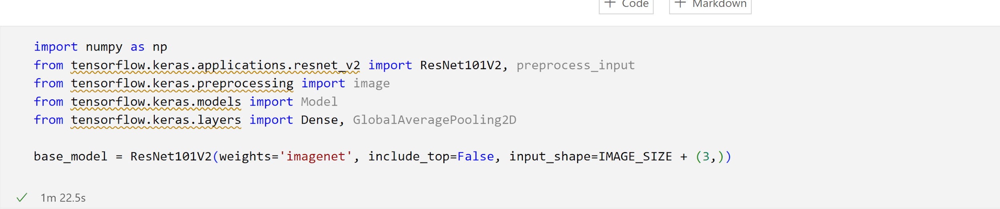 + Code + Markdown
import numpy as np
from tensorflow.keras.applications.resnet_v2 import ResNet101V2, preprocess_input
from tensorflow.keras.preprocessing import image
from tensorflow.keras.models import Model
from tensorflow.keras.layers import Dense, GlobalAveragePooling2D
base_model = ResNet101V2(weights='imagenet', include_top=False, input_shape=IMAGE_SIZE + (3,))
✓ 1m 22.5s